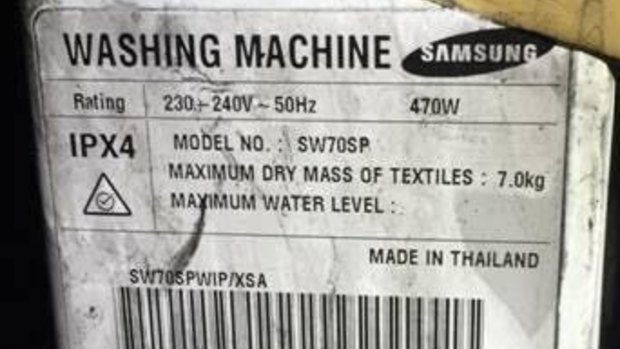 WASHING MACHINE SAMSUNG
Rating 230-240V~50Hz 470W
IPX4 MODEL NO. : SW70SP
MAXIMUM DRY MASS OF TEXTILES : 7.0kg
MAXIMUM WATER LEVEL :
MADE IN THAILAND
SW70SPWIP/XSA